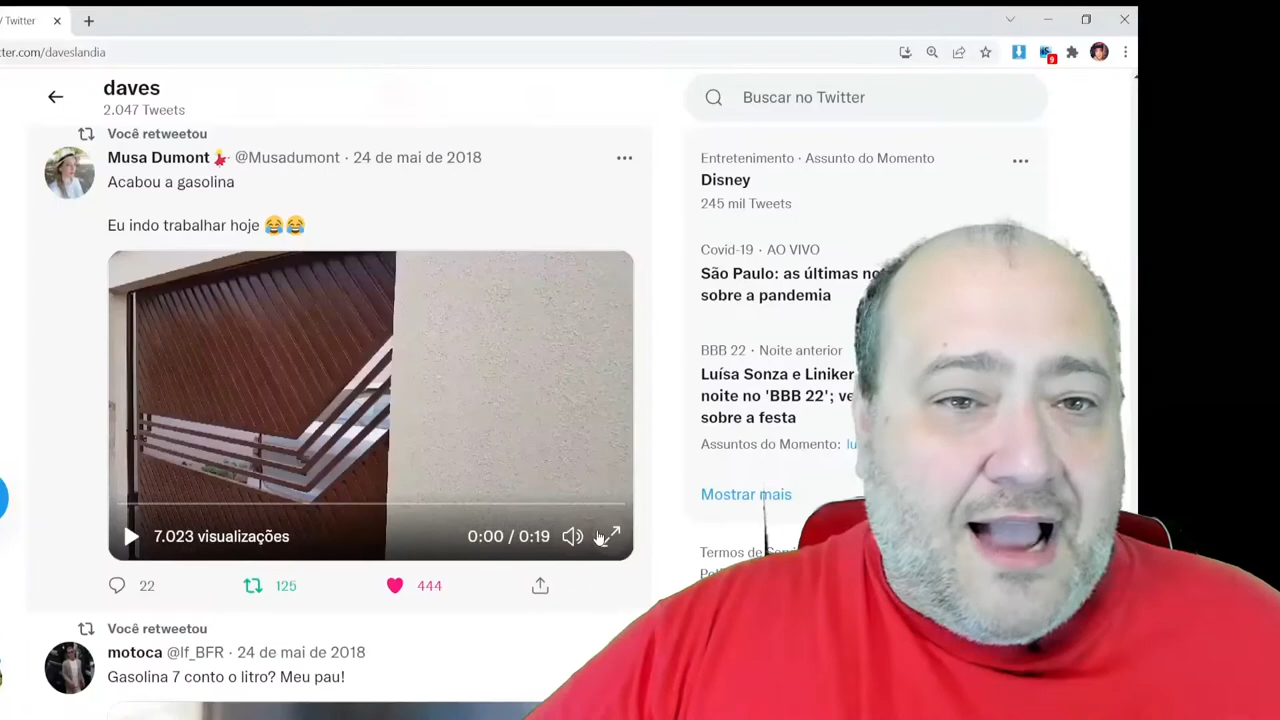 / Twitter
ter.com/daveslandia
9
daves
2.047 Tweets
Buscar no Twitter
Você retweetou
Musa Dumont💃 @Musadumont · 24 de mai de 2018
Acabou a gasolina
Eu indo trabalhar hoje 😂😂
7.023 visualizações
0:00 / 0:19
22
125
444
Você retweetou
motoca @lf_BFR · 24 de mai de 2018
Gasolina 7 conto o litro? Meu pau!
Entretenimento · Assunto do Momento
Disney
245 mil Tweets
Covid-19 · AO VIVO
São Paulo: as últimas
sobre a pandemia
BBB 22 · Noite anterior
Luísa Sonza e Liniker
noite no 'BBB 22';
sobre a festa
Assuntos do Momento:
Mostrar mais
Termos de